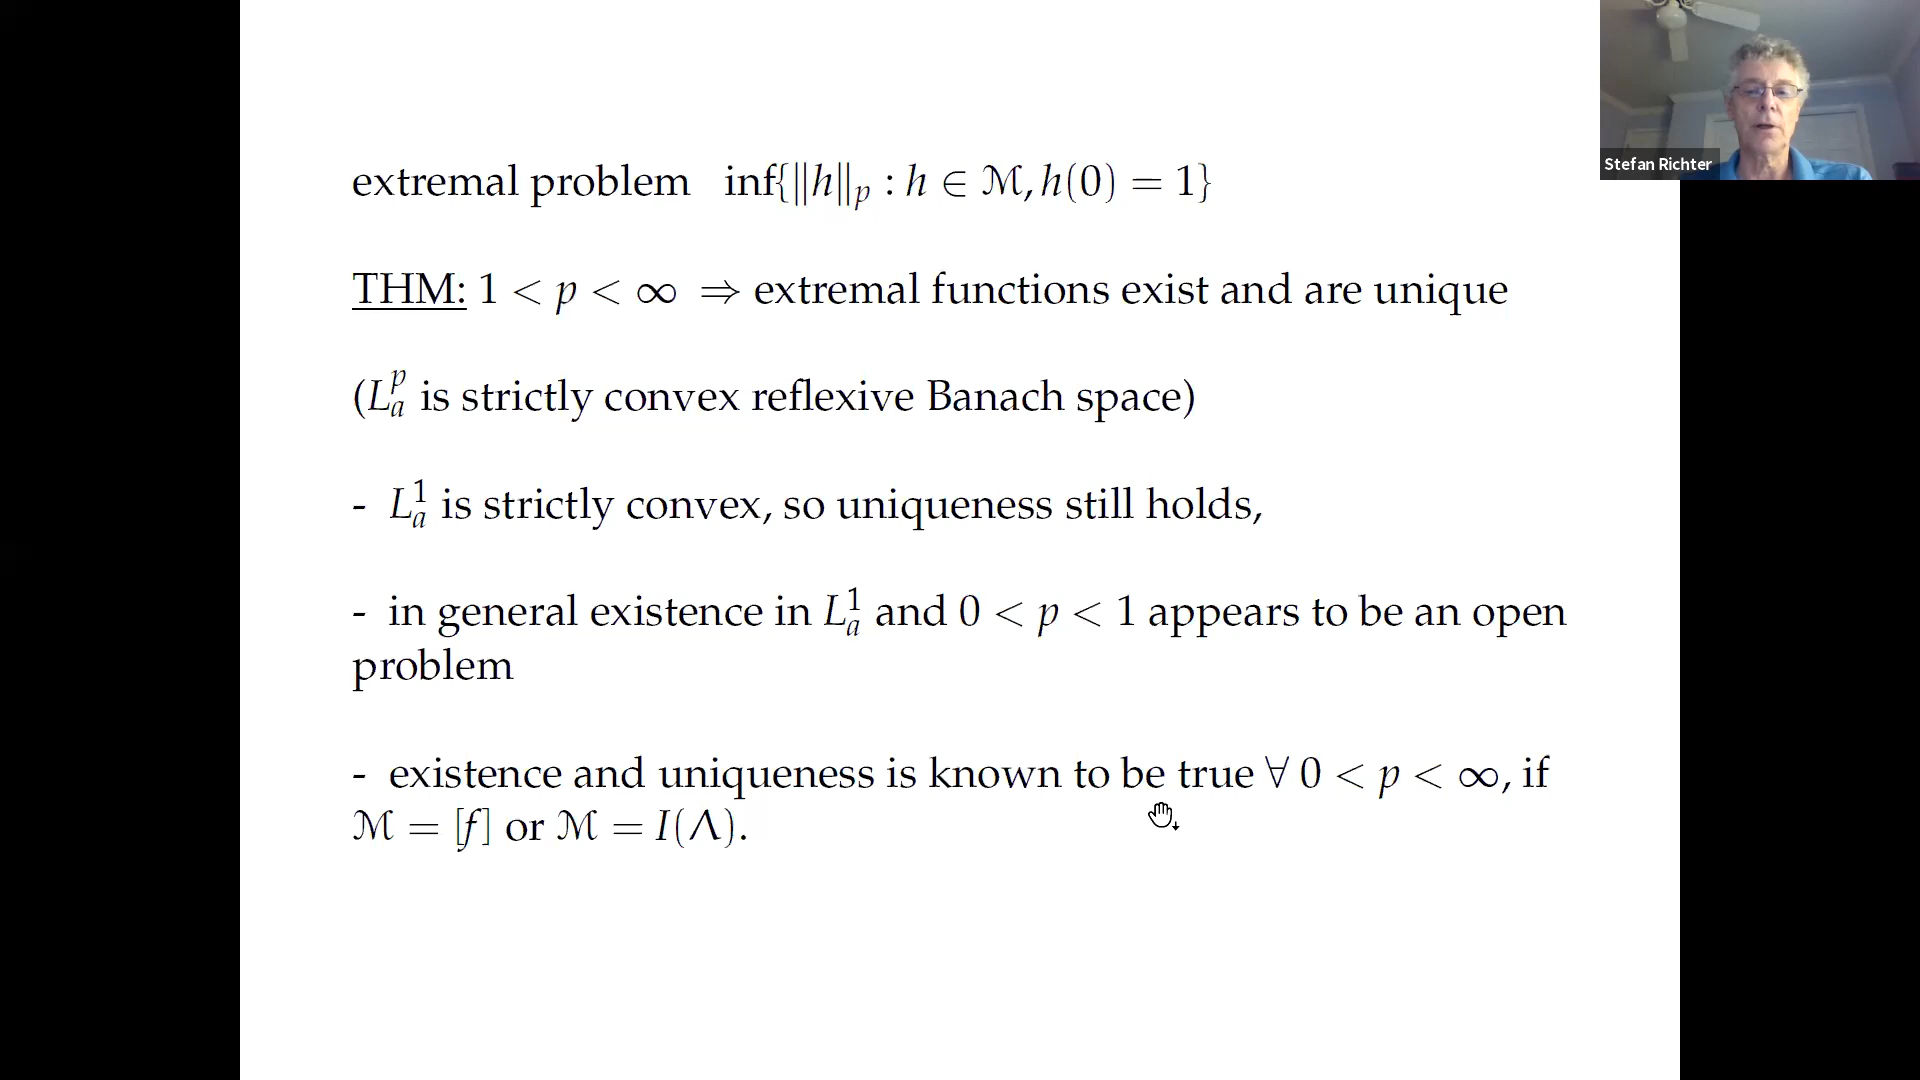 extremal problem inf{‖h‖_p : h ∈ ℳ, h(0) = 1}
Stefan Richter
THM: 1 < p < ∞ ⇒ extremal functions exist and are unique
(L_a^p is strictly convex reflexive Banach space)
- L_a^1 is strictly convex, so uniqueness still holds,
- in general existence in L_a^1 and 0 < p < 1 appears to be an open
problem
- existence and uniqueness is known to be true ∀ 0 < p < ∞, if
ℳ = [f] or ℳ = I(Λ).